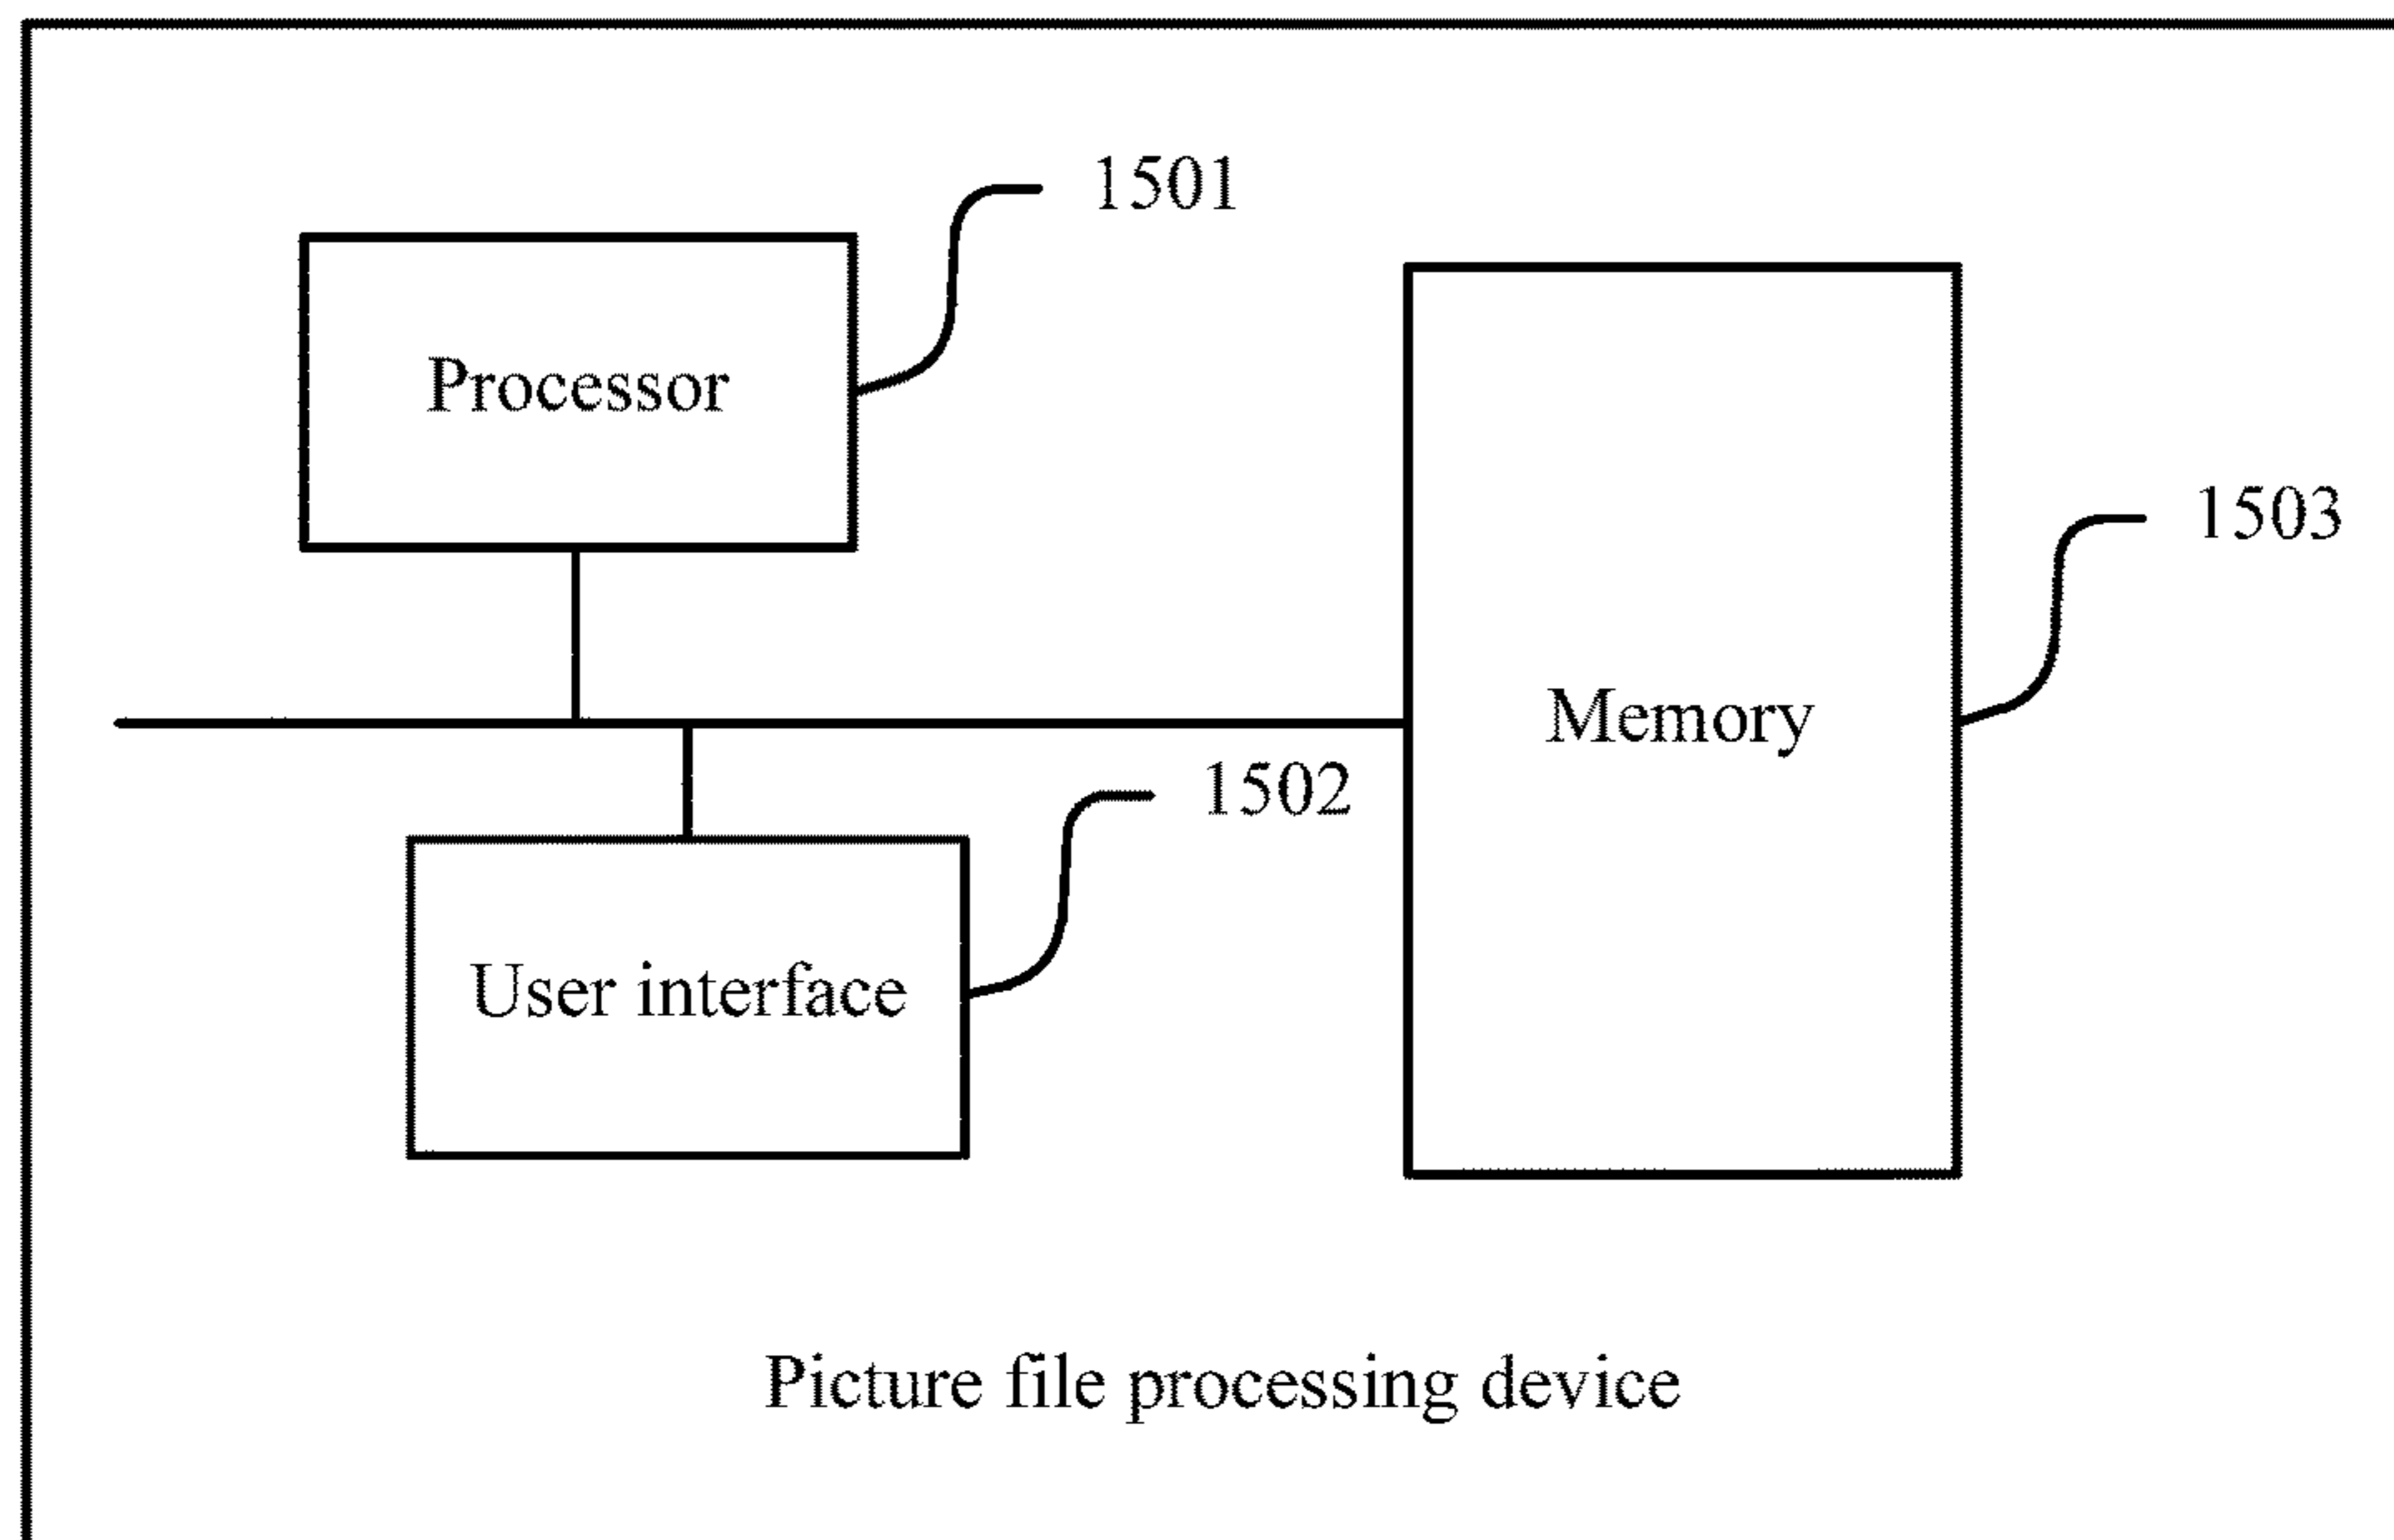 1501
Processor
1503
Memory
1502
User interface
Picture file processing device